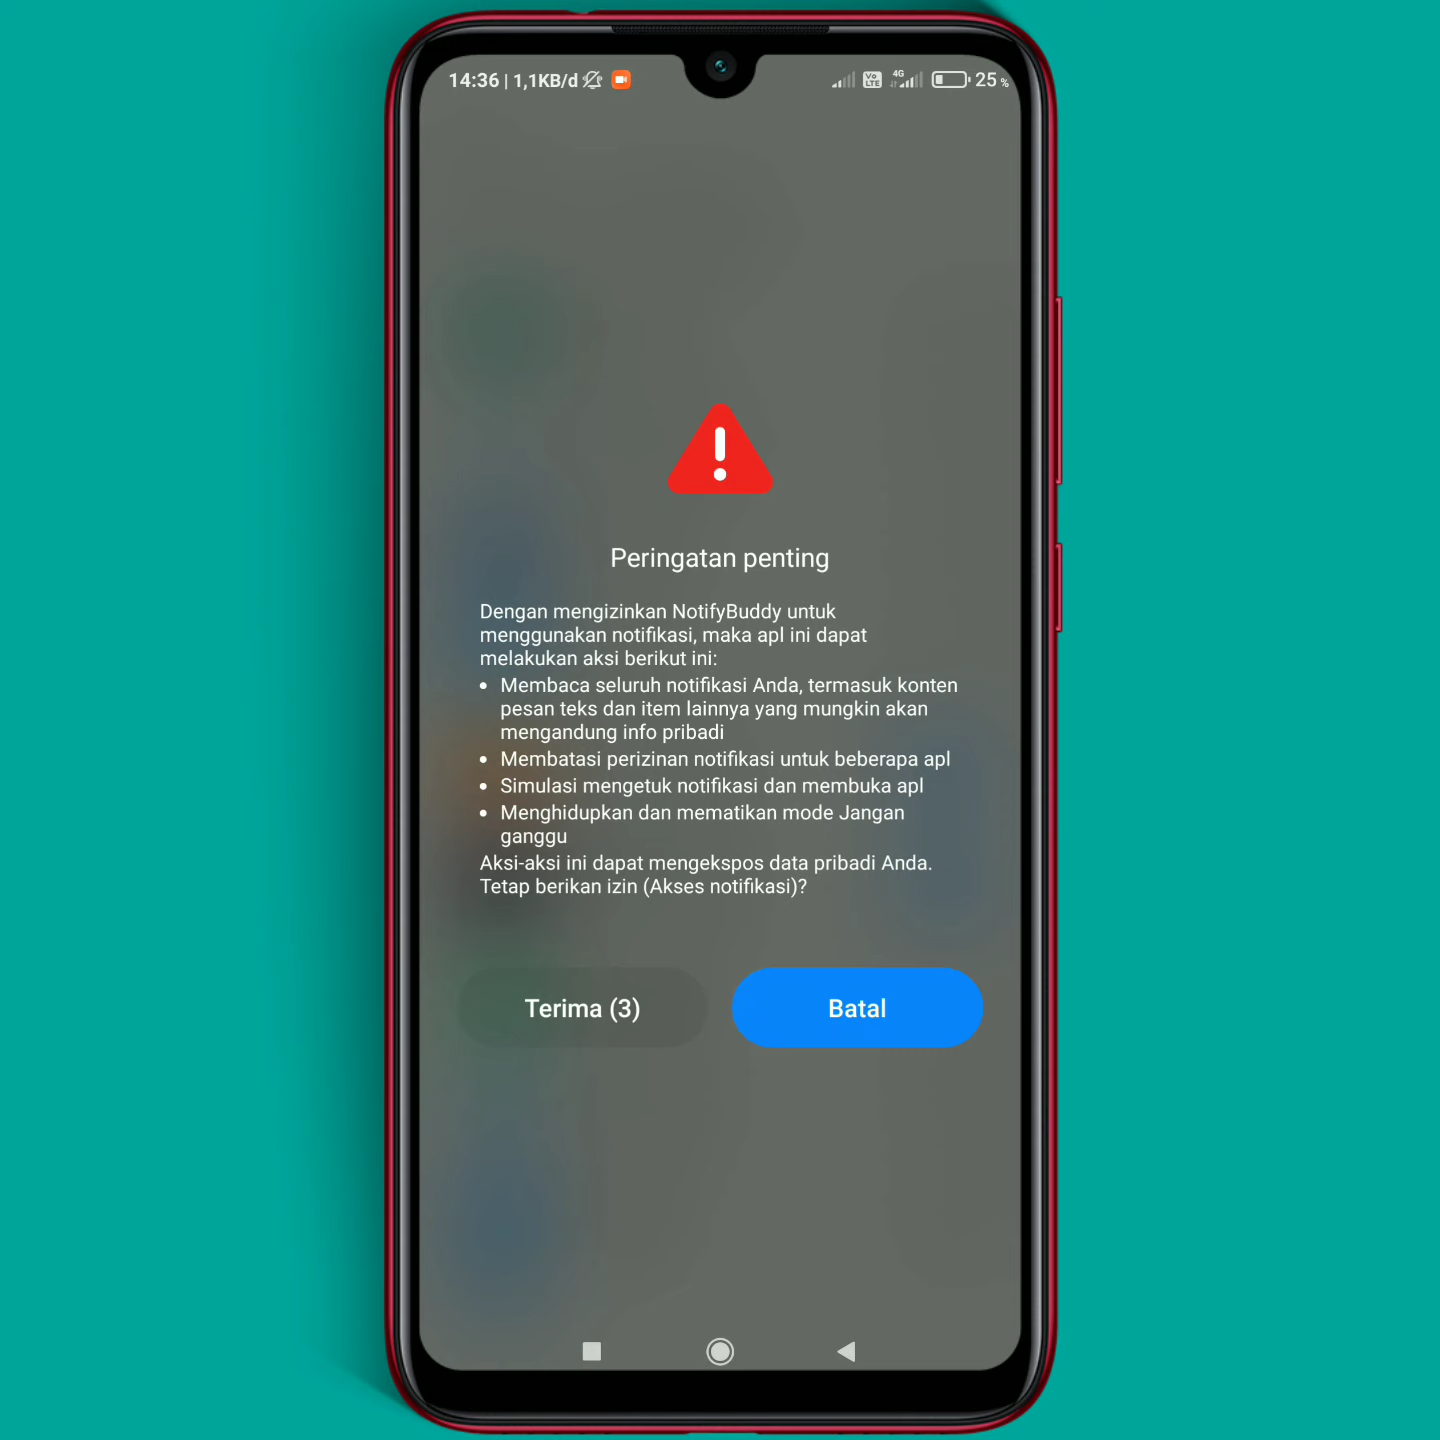 14:36 | 1,1KB/d
Vo LTE
4G
25 %
Peringatan penting
Dengan mengizinkan NotifyBuddy untuk
menggunakan notifikasi, maka apl ini dapat
melakukan aksi berikut ini:
• Membaca seluruh notifikasi Anda, termasuk konten
pesan teks dan item lainnya yang mungkin akan
mengandung info pribadi
• Membatasi perizinan notifikasi untuk beberapa apl
• Simulasi mengetuk notifikasi dan membuka apl
• Menghidupkan dan mematikan mode Jangan
ganggu
Aksi-aksi ini dapat mengekspos data pribadi Anda.
Tetap berikan izin (Akses notifikasi)?
Terima (3)
Batal